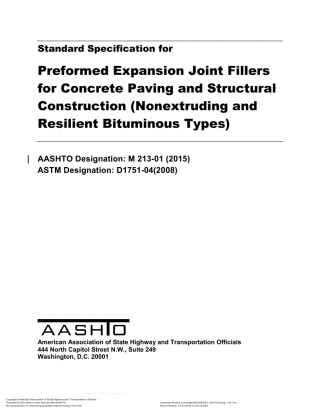 Standard Specification for
Preformed Expansion Joint Fillers
for Concrete Paving and Structural
Construction (Nonextruding and
Resilient Bituminous Types)
AASHTO Designation: M 213-01 (2015)
ASTM Designation: D1751-04(2008)
AASHTO
American Association of State Highway and Transportation Officials
444 North Capitol Street N.W., Suite 249
Washington, D.C. 20001